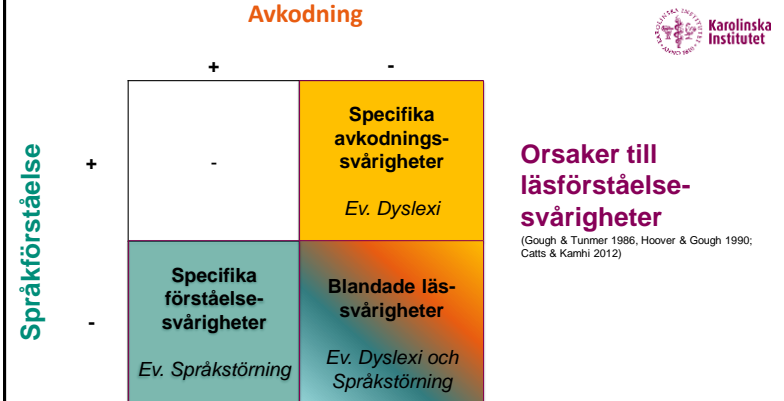 Avkodning
Karolinska
Institutet
+ -
Språkförståelse
+
-
Specifika
avkodnings-
svårigheter
Ev. Dyslexi
Orsaker till
läsförståelse-
svårigheter
(Gough & Tunmer 1986, Hoover & Gough 1990;
Catts & Kamhi 2012)
-
Specifika
förståelse-
svårigheter
Ev. Språkstörning
Blandade läs-
svårigheter
Ev. Dyslexi och
Språkstörning